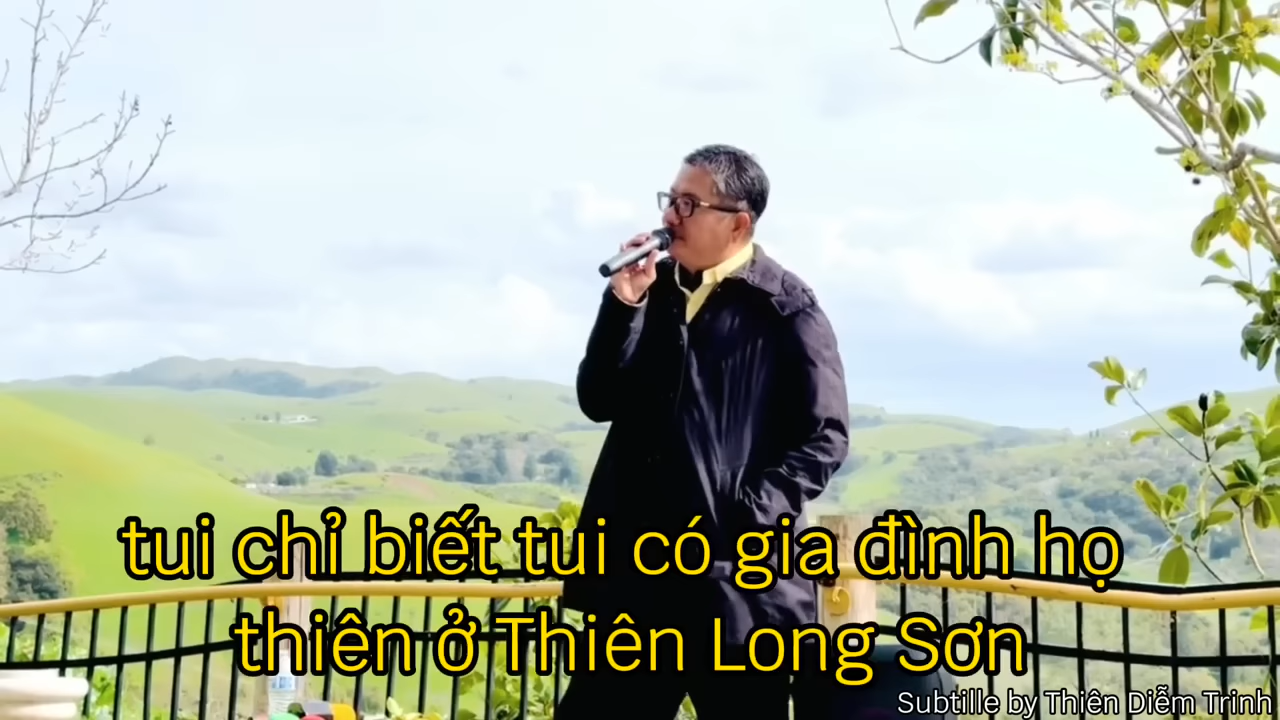 tui chỉ biết tui có gia đình họ
thiên ở Thiên Long Sơn
Subtille by Thiên Diễm Trinh